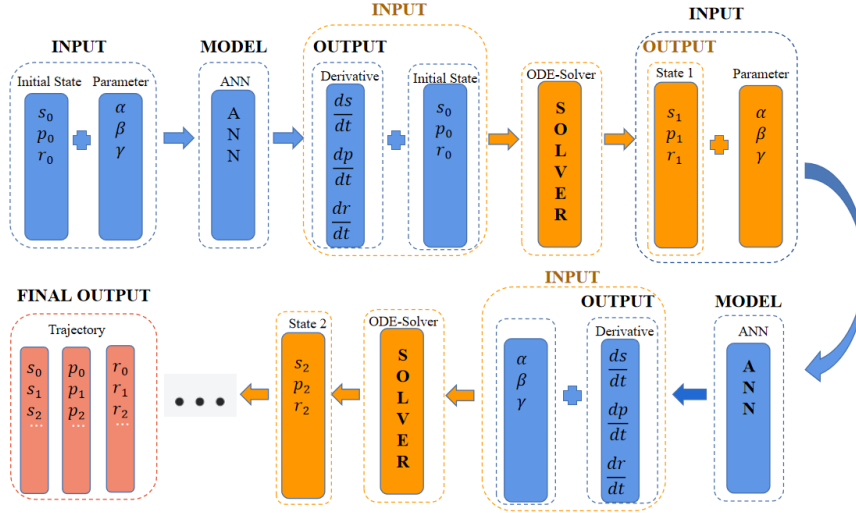 INPUT
INPUT
INPUT
MODEL
OUTPUT
OUTPUT
Initial State
Parameter
ANN
Derivative
Initial State
ODE-Solver
State 1
Parameter
s₀
p₀
r₀
α
β
γ
A
N
N
ds/dt
dp/dt
dr/dt
s₀
p₀
r₀
S
O
L
V
E
R
s₁
p₁
r₁
α
β
γ
INPUT
FINAL OUTPUT
OUTPUT
MODEL
Trajectory
State 2
ODE-Solver
Derivative
ANN
s₀
s₁
s₂
...
p₀
p₁
p₂
...
r₀
r₁
r₂
...
• • •
s₂
p₂
r₂
S
O
L
V
E
R
α
β
γ
ds/dt
dp/dt
dr/dt
A
N
N